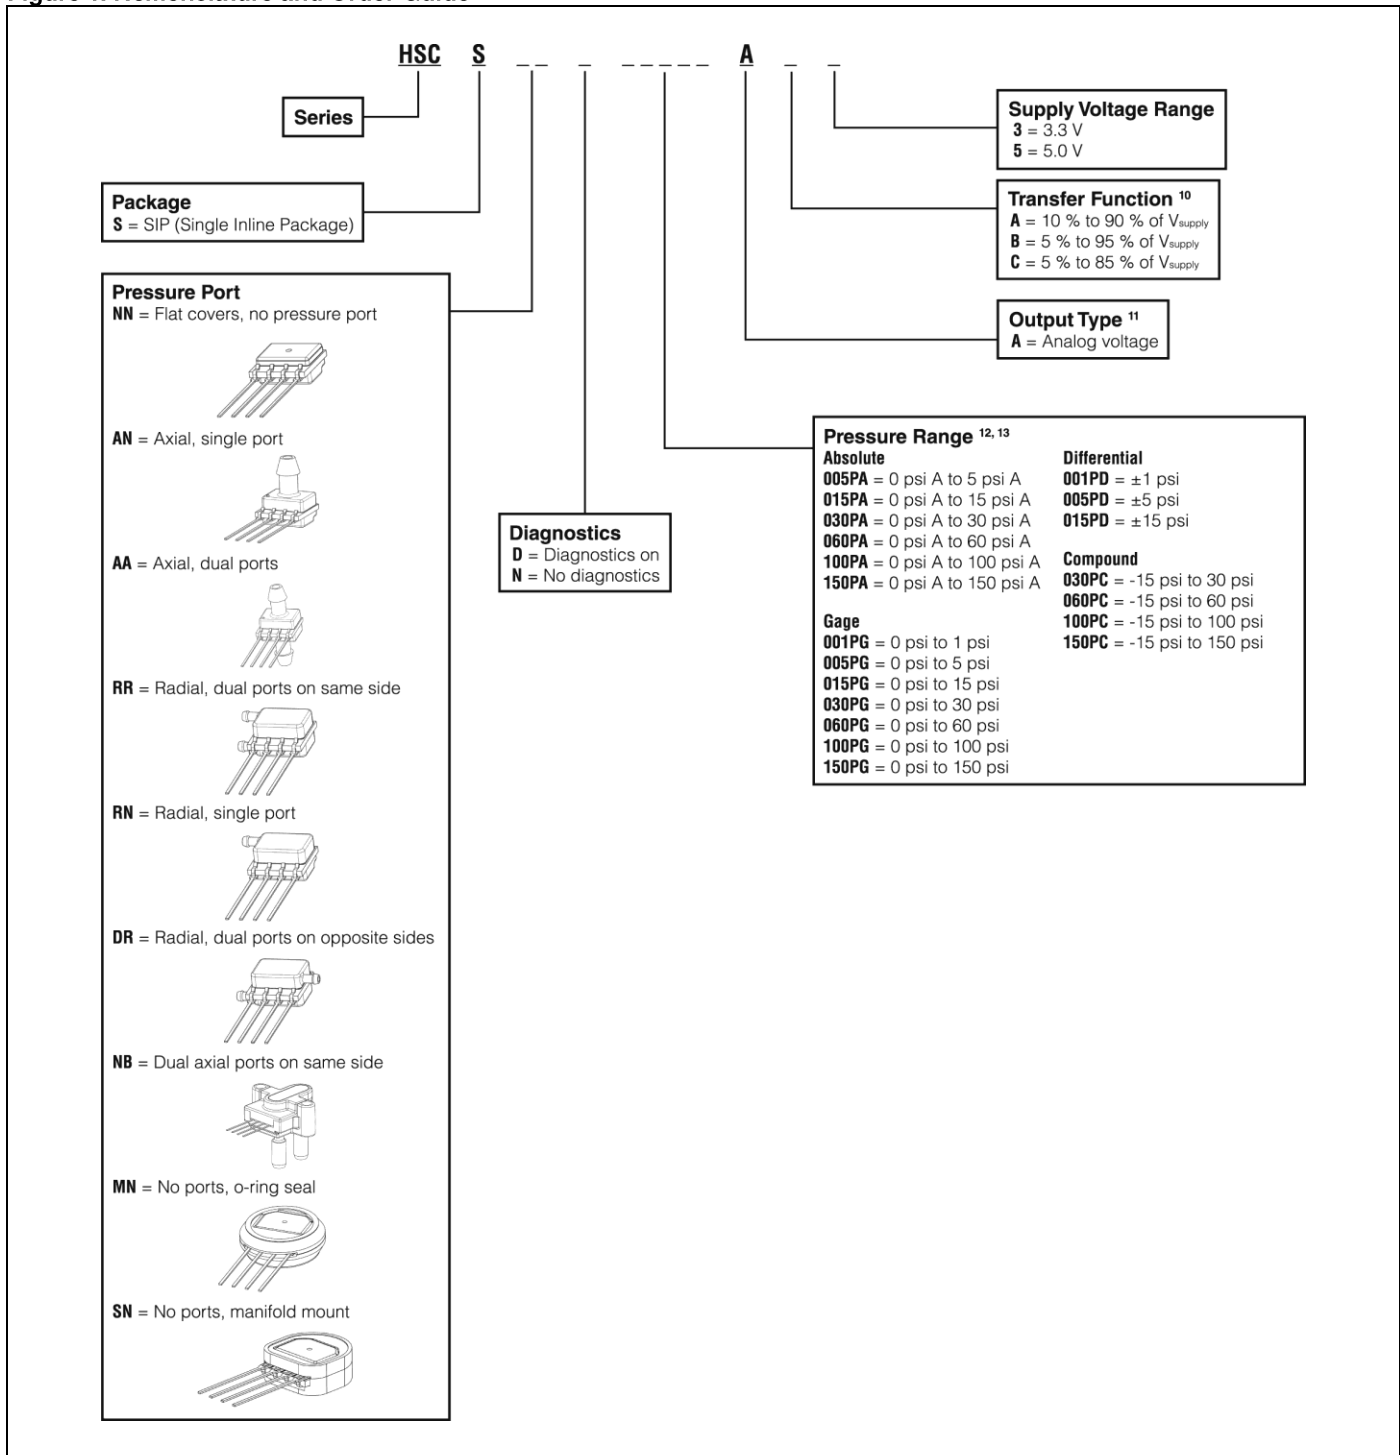 HSC S _ _ _ _ _ _ _ _ A _ _
Series
Supply Voltage Range
3 = 3.3 V
5 = 5.0 V
Package
S = SIP (Single Inline Package)
Transfer Function 10
A = 10 % to 90 % of Vsupply
B = 5 % to 95 % of Vsupply
C = 5 % to 85 % of Vsupply
Output Type 11
A = Analog voltage
Pressure Port
NN = Flat covers, no pressure port
AN = Axial, single port
AA = Axial, dual ports
RR = Radial, dual ports on same side
RN = Radial, single port
DR = Radial, dual ports on opposite sides
NB = Dual axial ports on same side
MN = No ports, o-ring seal
SN = No ports, manifold mount
Diagnostics
D = Diagnostics on
N = No diagnostics
Pressure Range 12, 13
Absolute
005PA = 0 psi A to 5 psi A
015PA = 0 psi A to 15 psi A
030PA = 0 psi A to 30 psi A
060PA = 0 psi A to 60 psi A
100PA = 0 psi A to 100 psi A
150PA = 0 psi A to 150 psi A
Gage
001PG = 0 psi to 1 psi
005PG = 0 psi to 5 psi
015PG = 0 psi to 15 psi
030PG = 0 psi to 30 psi
060PG = 0 psi to 60 psi
100PG = 0 psi to 100 psi
150PG = 0 psi to 150 psi
Differential
001PD = ±1 psi
005PD = ±5 psi
015PD = ±15 psi
Compound
030PC = -15 psi to 30 psi
060PC = -15 psi to 60 psi
100PC = -15 psi to 100 psi
150PC = -15 psi to 150 psi